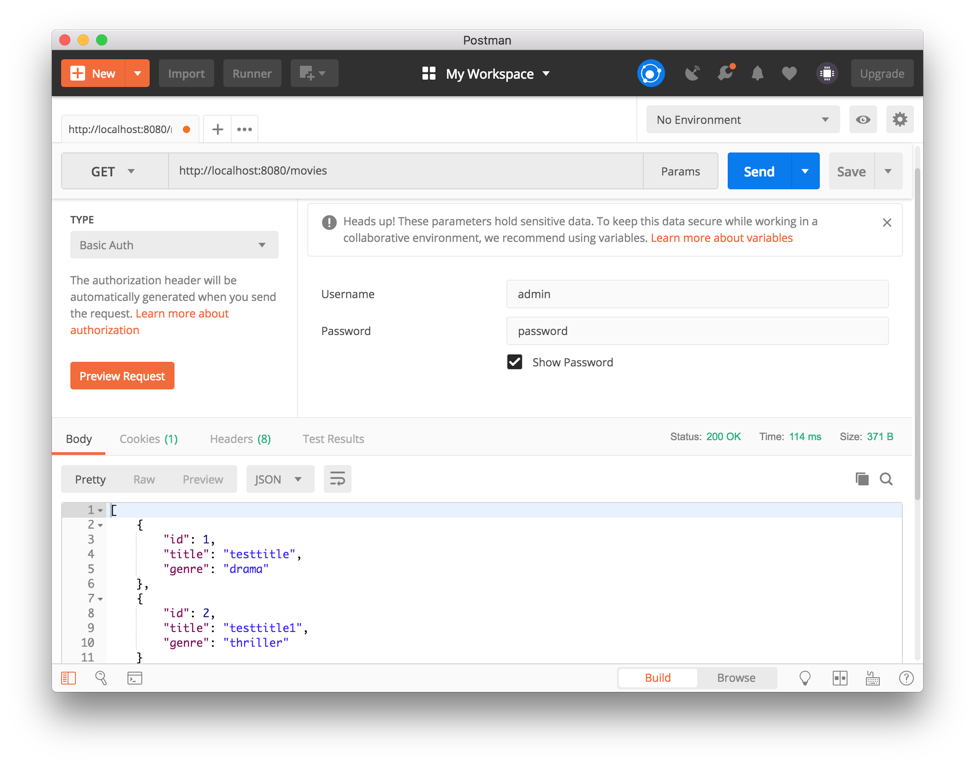 Postman
New Import Runner My Workspace Upgrade
http://localhost:8080/ No Environment
GET http://localhost:8080/movies Params Send Save
TYPE
Basic Auth
The authorization header will be
automatically generated when you send
the request. Learn more about
authorization
Preview Request
Heads up! These parameters hold sensitive data. To keep this data secure while working in a
collaborative environment, we recommend using variables. Learn more about variables
Username admin
Password password
Show Password
Body Cookies (1) Headers (8) Test Results Status: 200 OK Time: 114 ms Size: 371 B
Pretty Raw Preview JSON
1 [
2 {
3 "id": 1,
4 "title": "testtitle",
5 "genre": "drama"
6 },
7 {
8 "id": 2,
9 "title": "testtitle1",
10 "genre": "thriller"
11 }
Build Browse